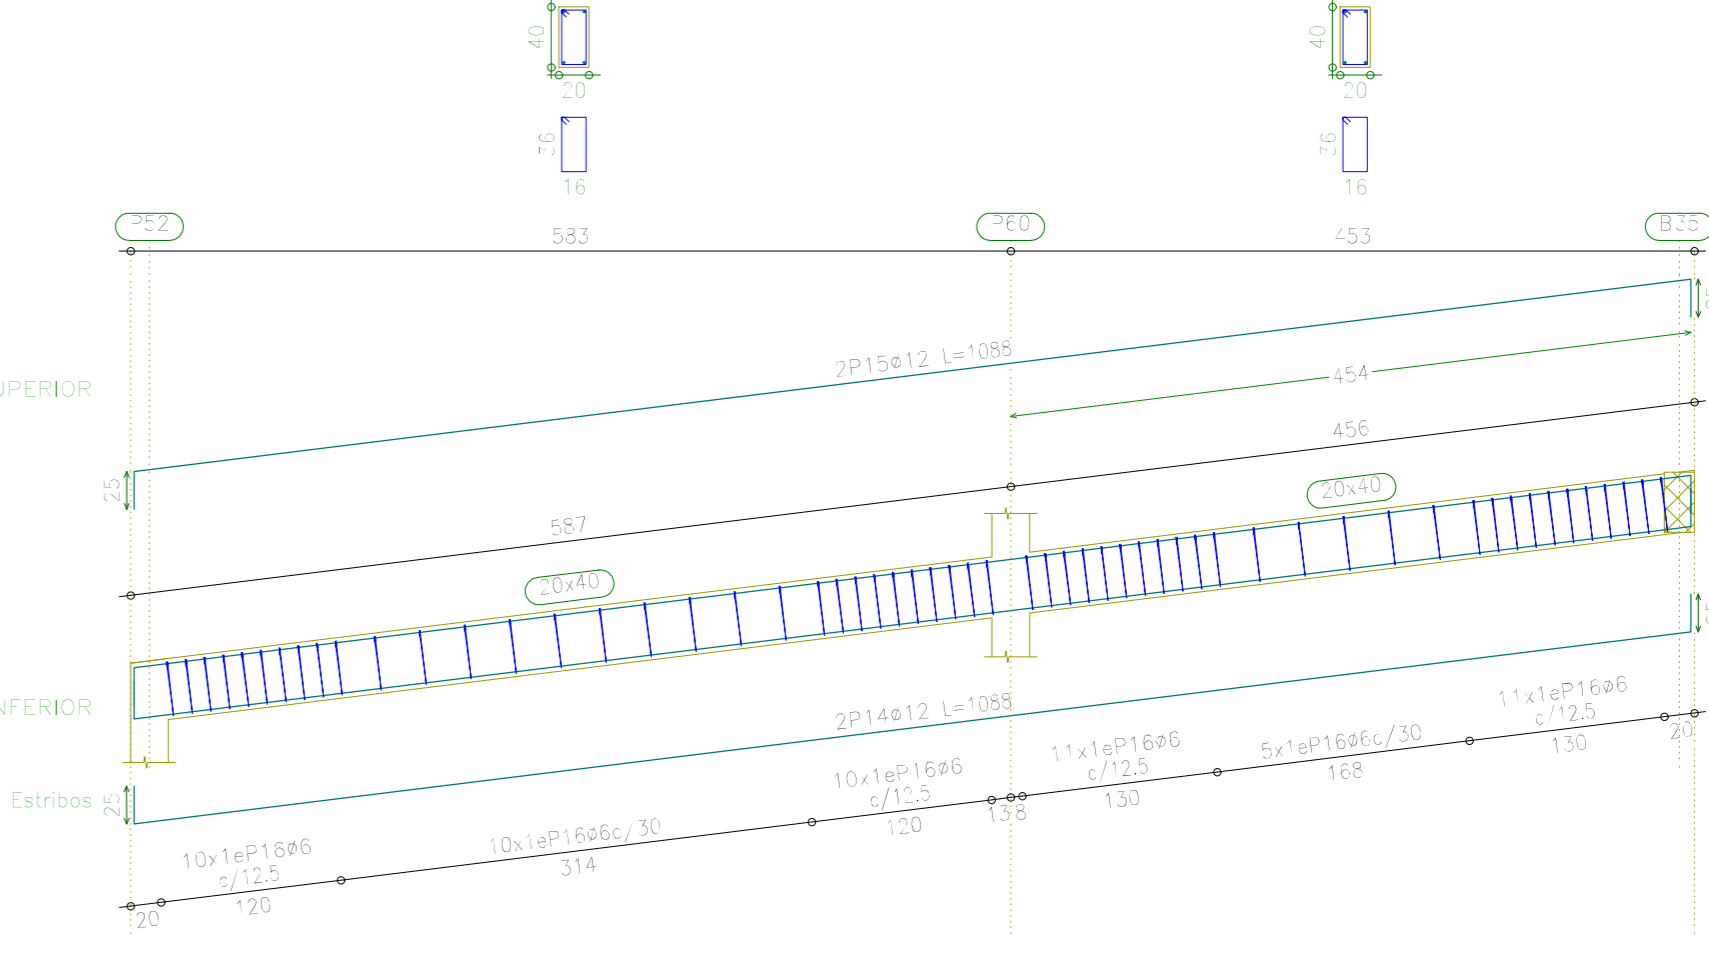 40
40
20
20
36
36
16
16
P52
P60
B35
583
453
2P15ø12 L=1088
454
UPERIOR
456
25
587
20x40
20x40
NFERIOR
2P14ø12 L=1088
11x1eP16ø6
c/12.5
130
20
5x1eP16ø6c/30
168
11x1eP16ø6
c/12.5
130
10x1eP16ø6
c/12.5
120
138
Estribos
25
10x1eP16ø6c/30
314
10x1eP16ø6
c/12.5
120
20